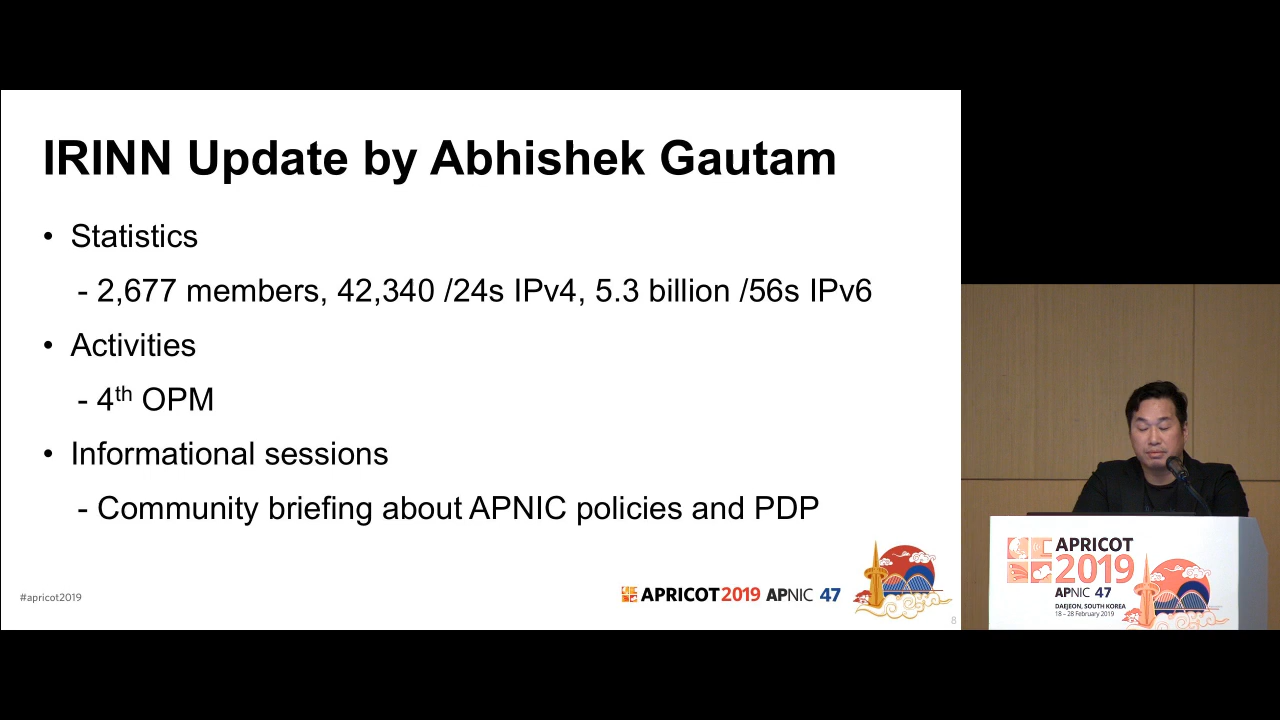 IRINN Update by Abhishek Gautam
• Statistics
- 2,677 members, 42,340 /24s IPv4, 5.3 billion /56s IPv6
• Activities
- 4th OPM
• Informational sessions
- Community briefing about APNIC policies and PDP
#apricot2019
APRICOT2019 APNIC 47
8
APRICOT
2019
APNIC 47
DAEJEON, SOUTH KOREA
18 – 28 February 2019